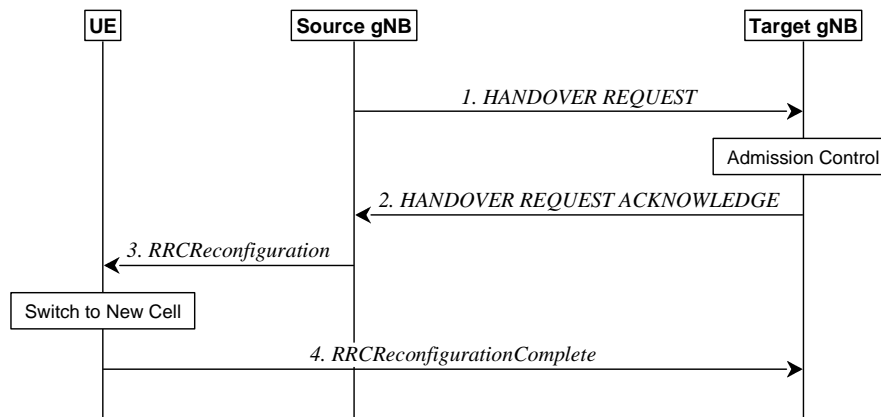 UE
Source gNB
Target gNB
1. HANDOVER REQUEST
Admission Control
2. HANDOVER REQUEST ACKNOWLEDGE
3. RRCReconfiguration
Switch to New Cell
4. RRCReconfigurationComplete